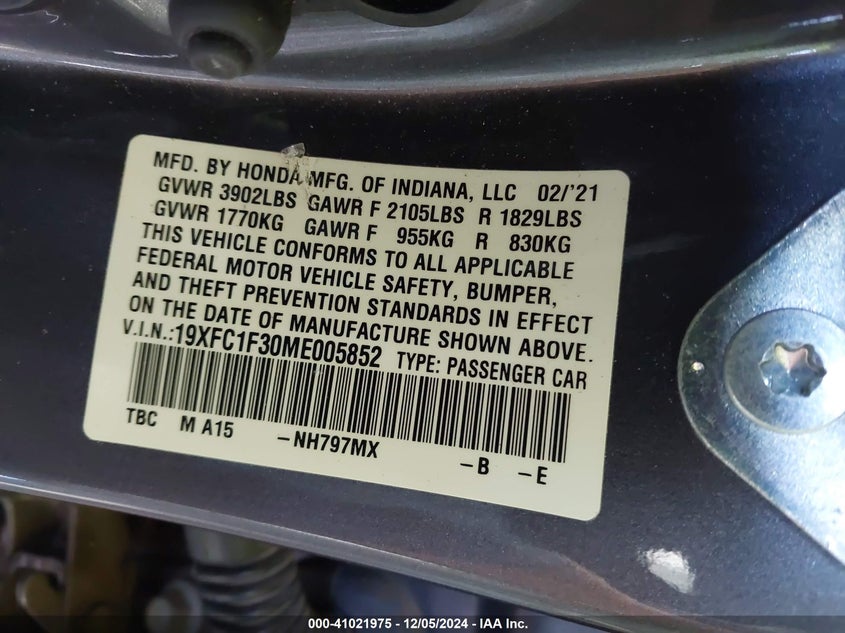 MFD. BY HONDA MFG. OF INDIANA, LLC 02/'21
GVWR 3902LBS GAWR F 2105LBS R 1829LBS
GVWR 1770KG GAWR F 955KG R 830KG
THIS VEHICLE CONFORMS TO ALL APPLICABLE
FEDERAL MOTOR VEHICLE SAFETY, BUMPER,
AND THEFT PREVENTION STANDARDS IN EFFECT
ON THE DATE OF MANUFACTURE SHOWN ABOVE.
V.I.N.:19XFC1F30ME005852 TYPE: PASSENGER CAR
TBC M A15 -NH797MX -B -E
000-41021975 - 12/05/2024 - IAA Inc.